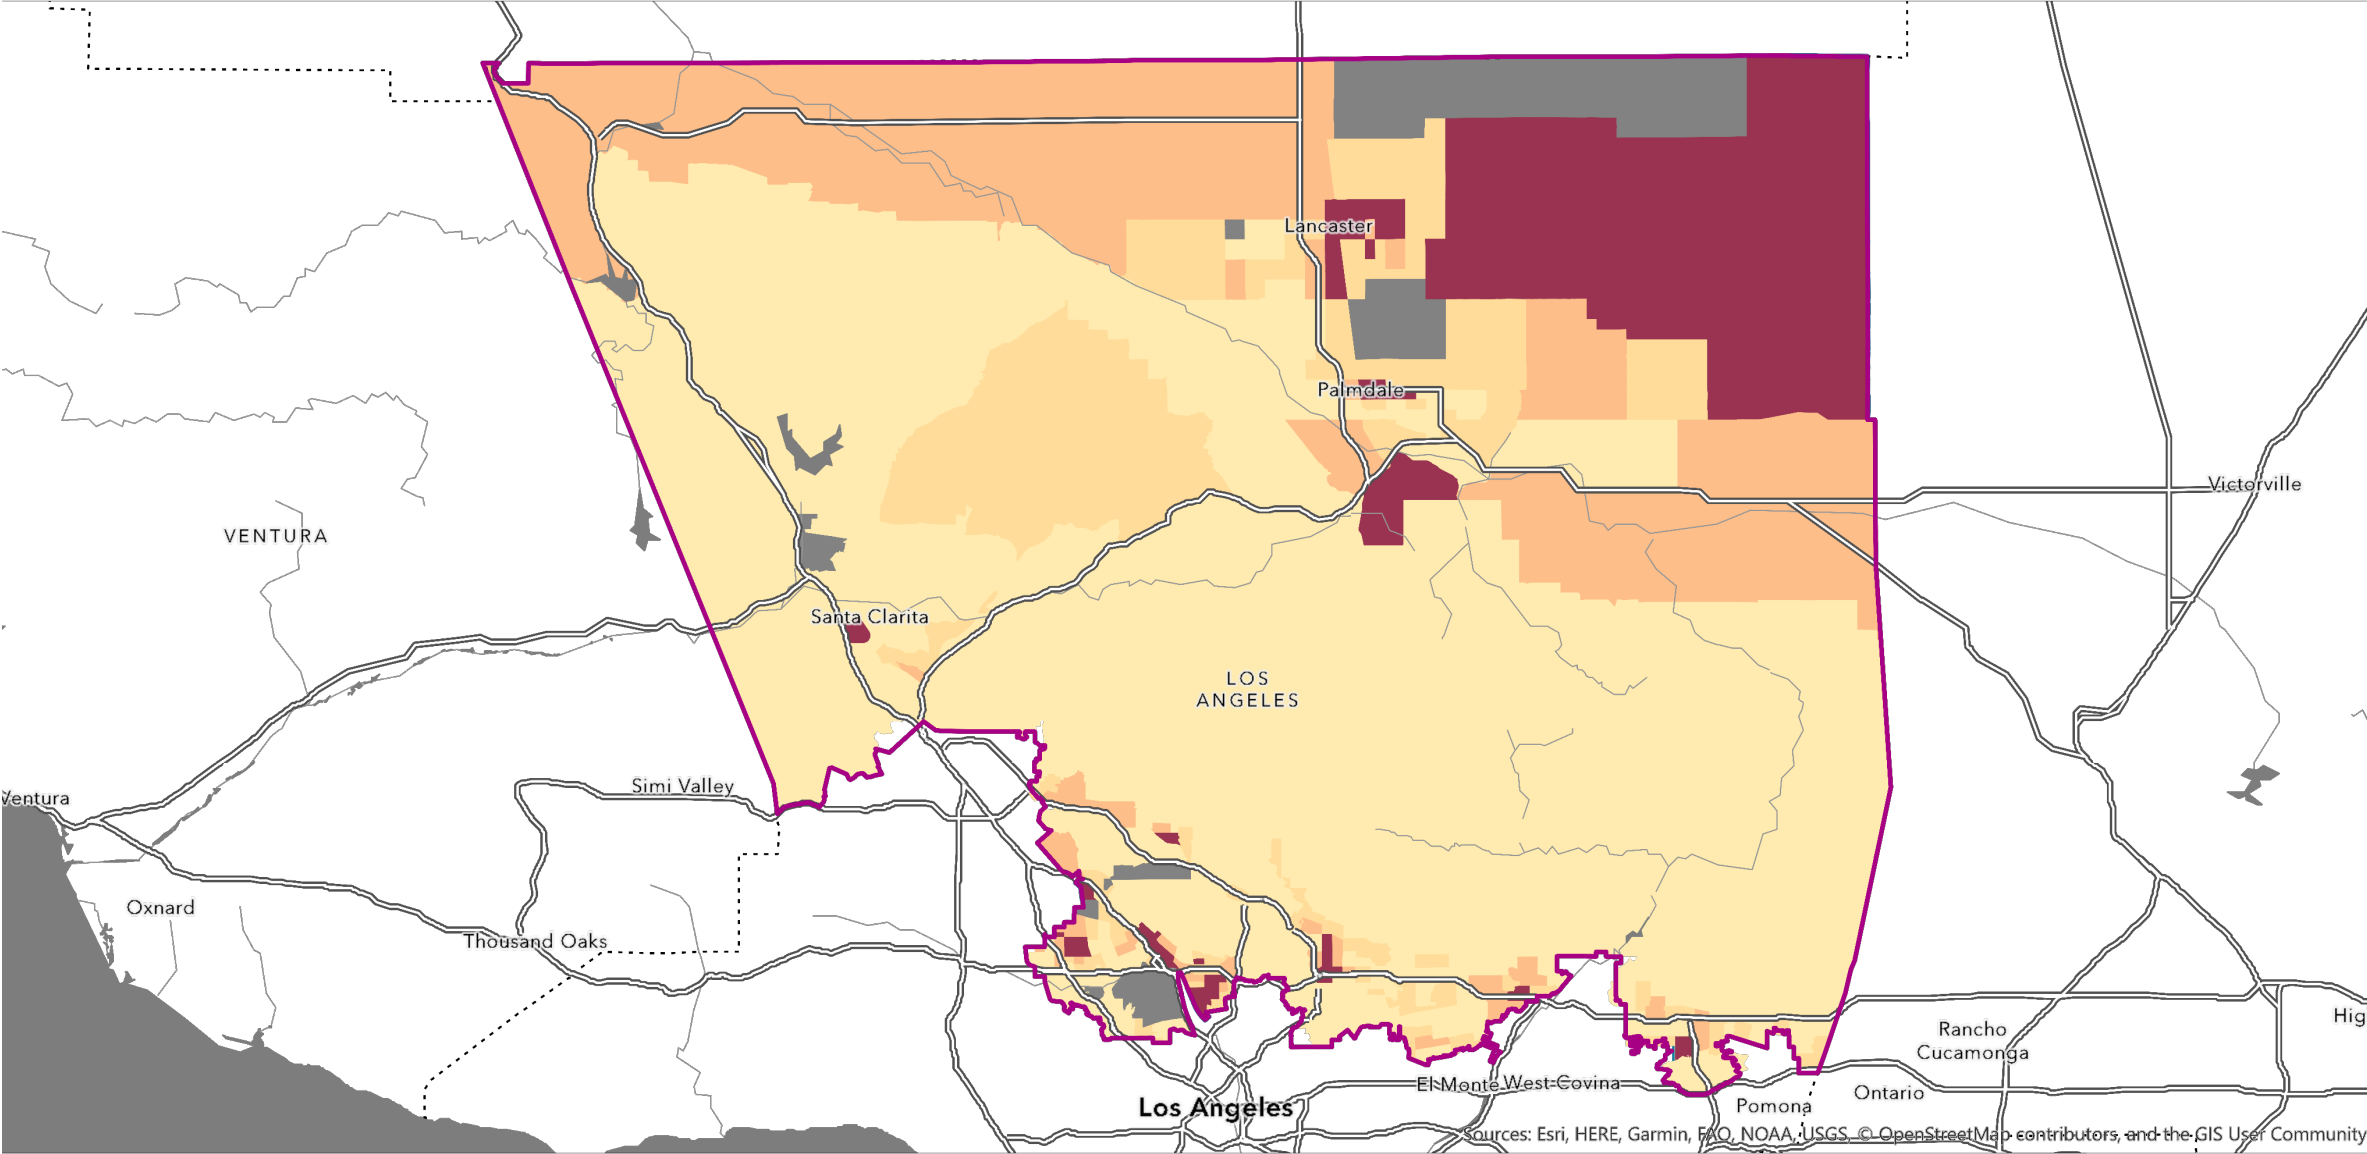 Lancaster
Palmdale
Victorville
VENTURA
Santa Clarita
LOS
ANGELES
Simi Valley
Ventura
Oxnard
Thousand Oaks
Hig
Rancho
Cucamonga
El Monte
West Covina
Ontario
Los Angeles
Pomona
Sources: Esri, HERE, Garmin, FAO, NOAA, USGS, © OpenStreetMap contributors, and the GIS User Community